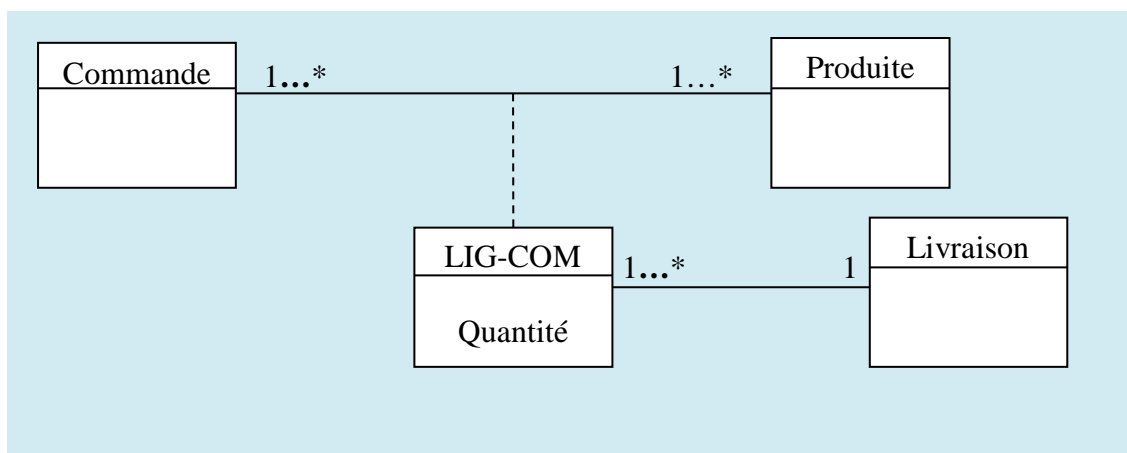 Commande
1...*
1…*
Produite
LIG-COM
Quantité
1...*
1
Livraison